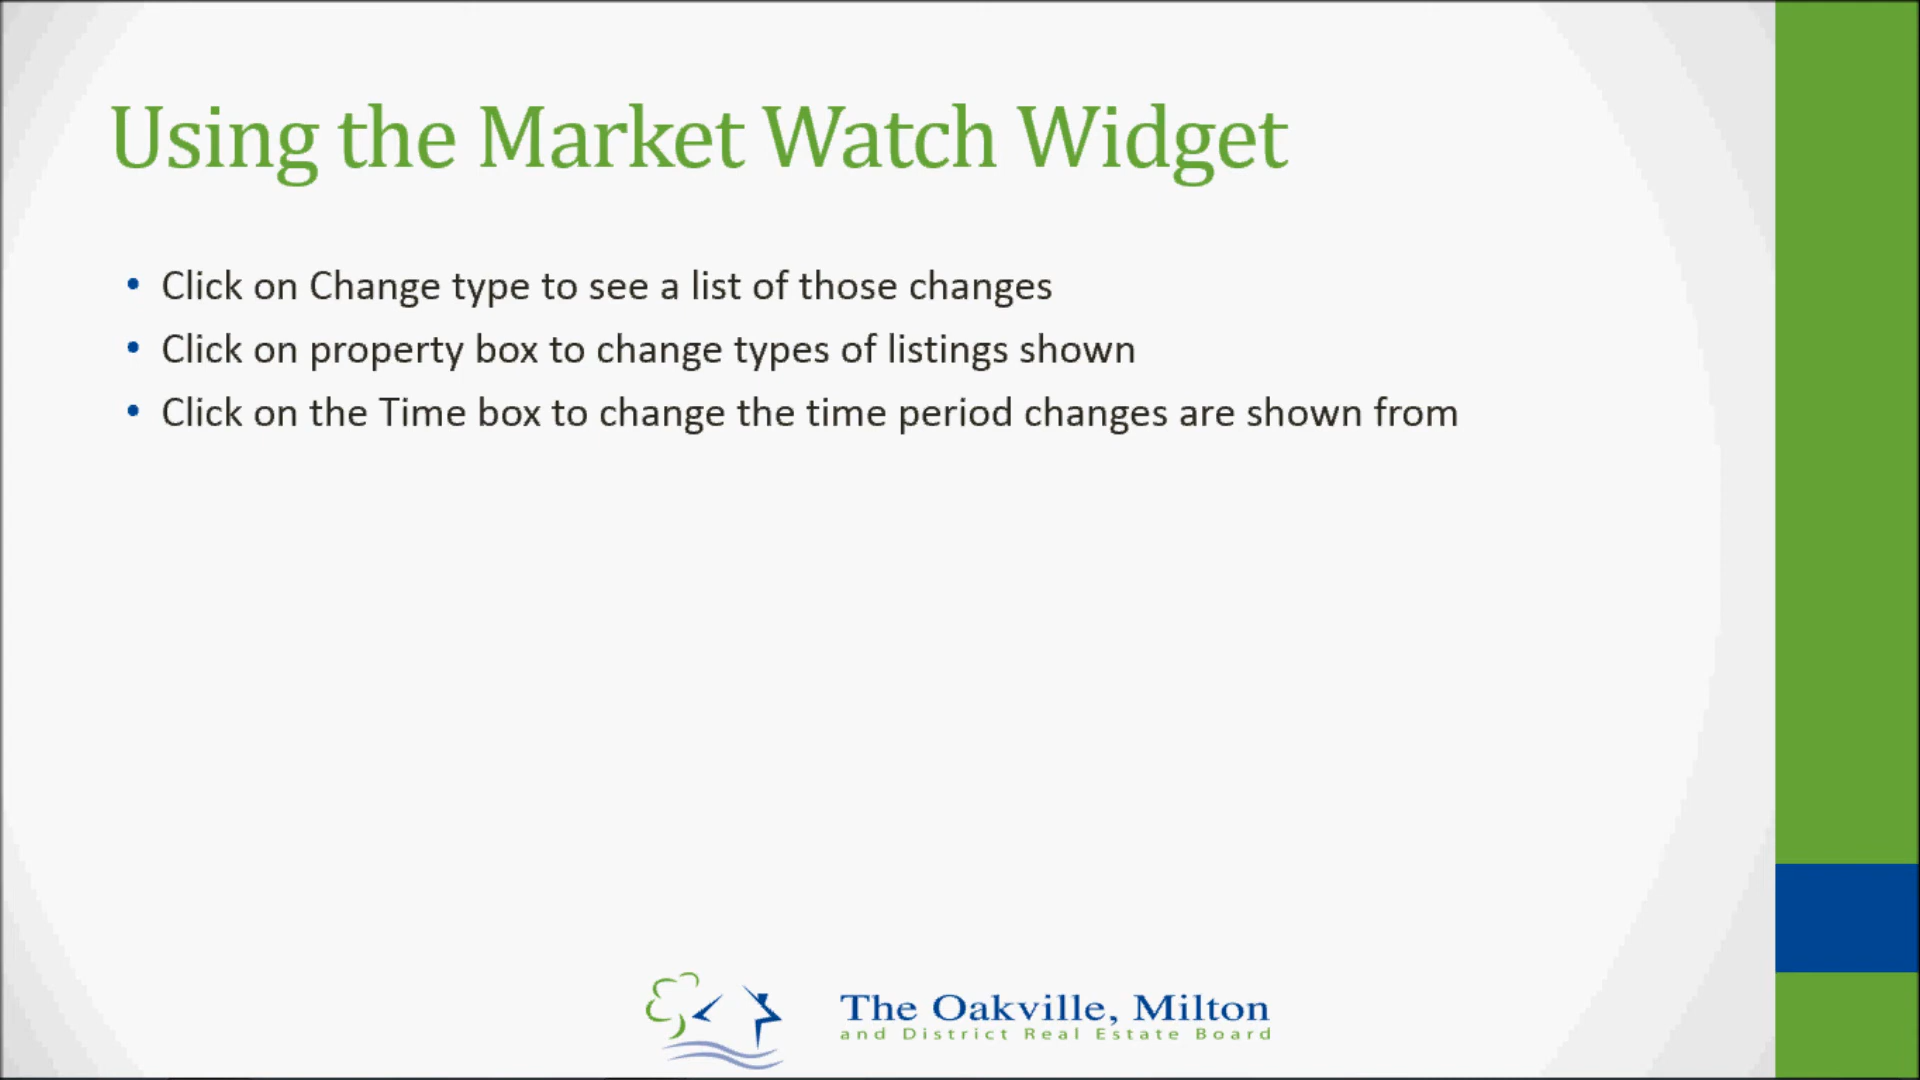 Using the Market Watch Widget
• Click on Change type to see a list of those changes
• Click on property box to change types of listings shown
• Click on the Time box to change the time period changes are shown from
The Oakville, Milton
and District Real Estate Board